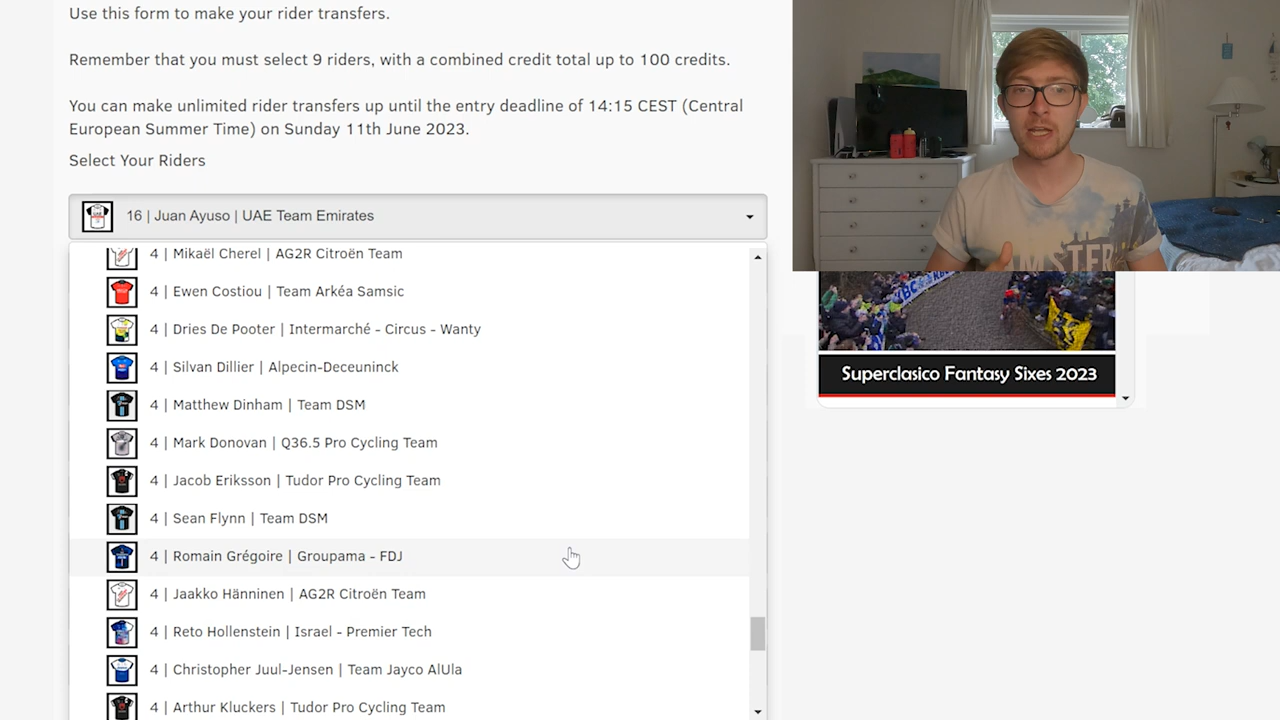 Use this form to make your rider transfers.
Remember that you must select 9 riders, with a combined credit total up to 100 credits.
You can make unlimited rider transfers up until the entry deadline of 14:15 CEST (Central
European Summer Time) on Sunday 11th June 2023.
Select Your Riders
16 | Juan Ayuso | UAE Team Emirates
4 | Mikaël Cherel | AG2R Citroën Team
4 | Ewen Costiou | Team Arkéa Samsic
4 | Dries De Pooter | Intermarché - Circus - Wanty
4 | Silvan Dillier | Alpecin-Deceuninck
4 | Matthew Dinham | Team DSM
4 | Mark Donovan | Q36.5 Pro Cycling Team
4 | Jacob Eriksson | Tudor Pro Cycling Team
4 | Sean Flynn | Team DSM
4 | Romain Grégoire | Groupama - FDJ
4 | Jaakko Hänninen | AG2R Citroën Team
4 | Reto Hollenstein | Israel - Premier Tech
4 | Christopher Juul-Jensen | Team Jayco AlUla
4 | Arthur Kluckers | Tudor Pro Cycling Team
Superclasico Fantasy Sixes 2023